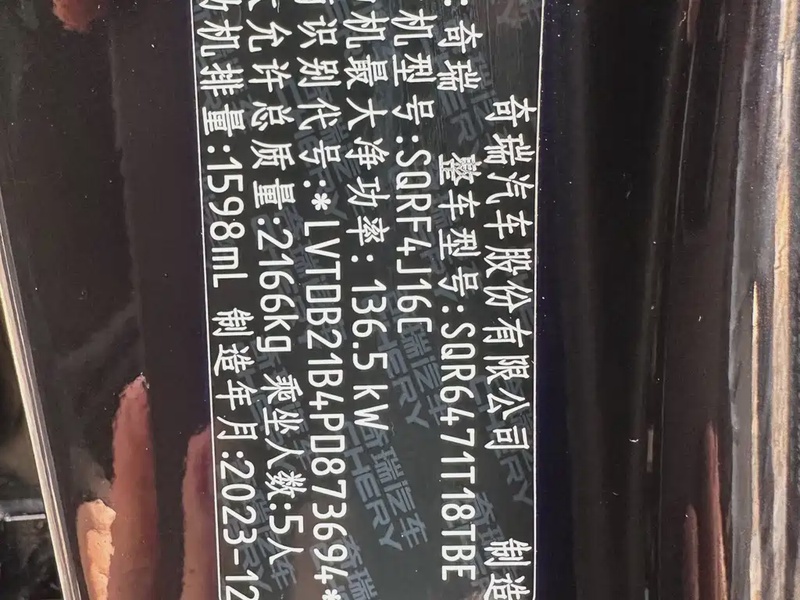 奇瑞汽车股份有限公司 制造
: 奇瑞 整车型号:SQR6471T18TBE
机型号:SQRF4J16C
机最大净功率: 136.5 kW
识别代号:*LVTDB21B4PD873694*
允许总质量:2166kg 乘坐人数:5人
机排量:1598mL 制造年月:2023-12